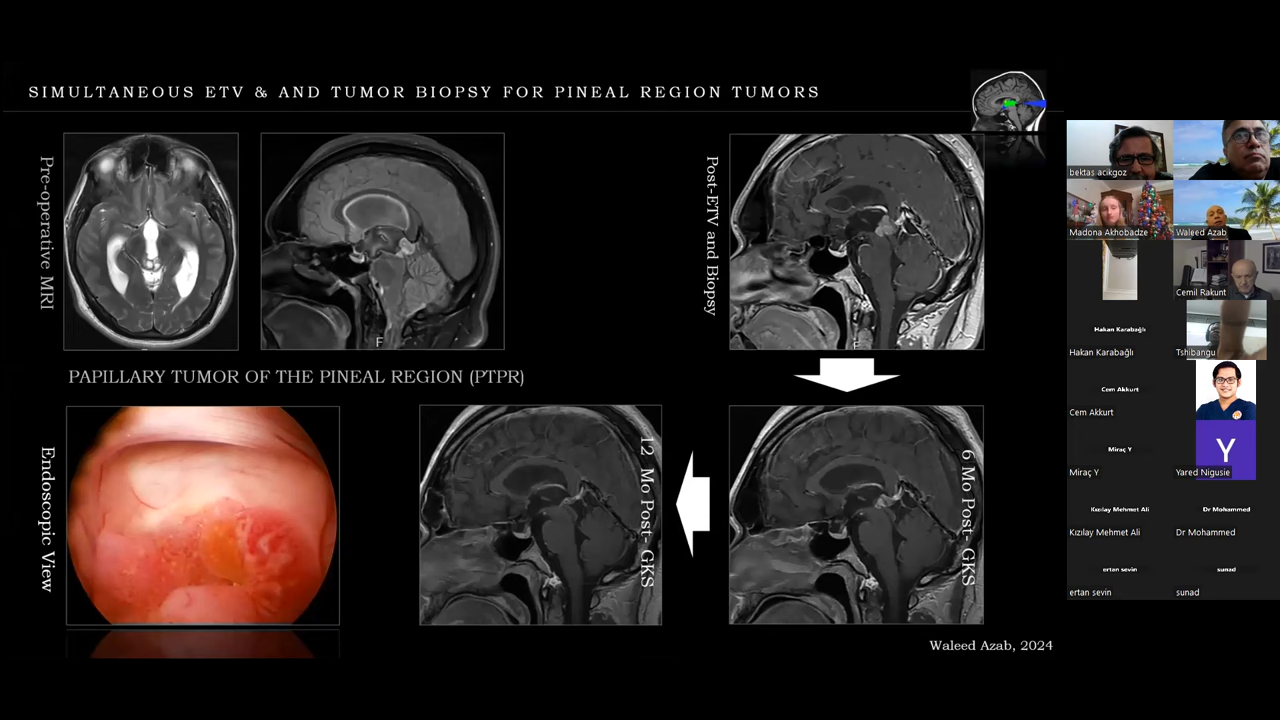 SIMULTANEOUS ETV & AND TUMOR BIOPSY FOR PINEAL REGION TUMORS
Pre-operative MRI
F
Post-ETV and Biopsy
F
PAPILLARY TUMOR OF THE PINEAL REGION (PTPR)
Endoscopic View
12 Mo Post- GKS
6 Mo Post- GKS
Waleed Azab, 2024
bektas acikgoz
Madona Akhobadze
Waleed Azab
Cemil Rakunt
Hakan Karabağlı
Hakan Karabağlı
Tshibangu
Cem Akkurt
Cem Akkurt
Miraç Y
Miraç Y
Y
Yared Nigusie
Kızılay Mehmet Ali
Kızılay Mehmet Ali
Dr Mohammed
Dr Mohammed
ertan sevin
ertan sevin
sunad
sunad